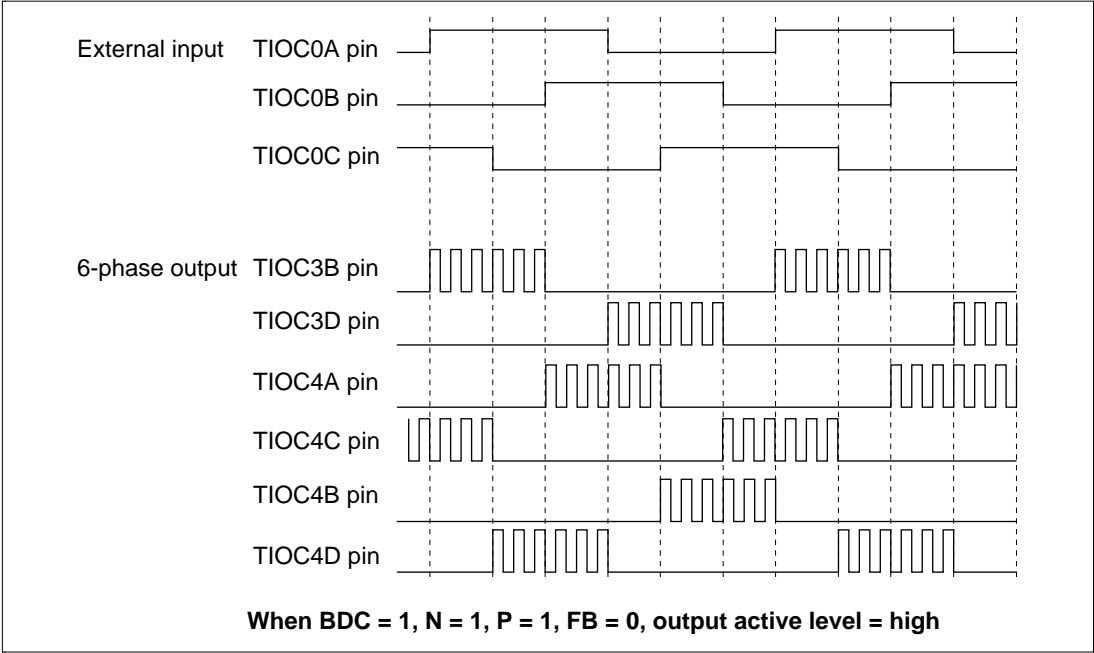 External input TIOC0A pin
TIOC0B pin
TIOC0C pin
6-phase output TIOC3B pin
TIOC3D pin
TIOC4A pin
TIOC4C pin
TIOC4B pin
TIOC4D pin
When BDC = 1, N = 1, P = 1, FB = 0, output active level = high